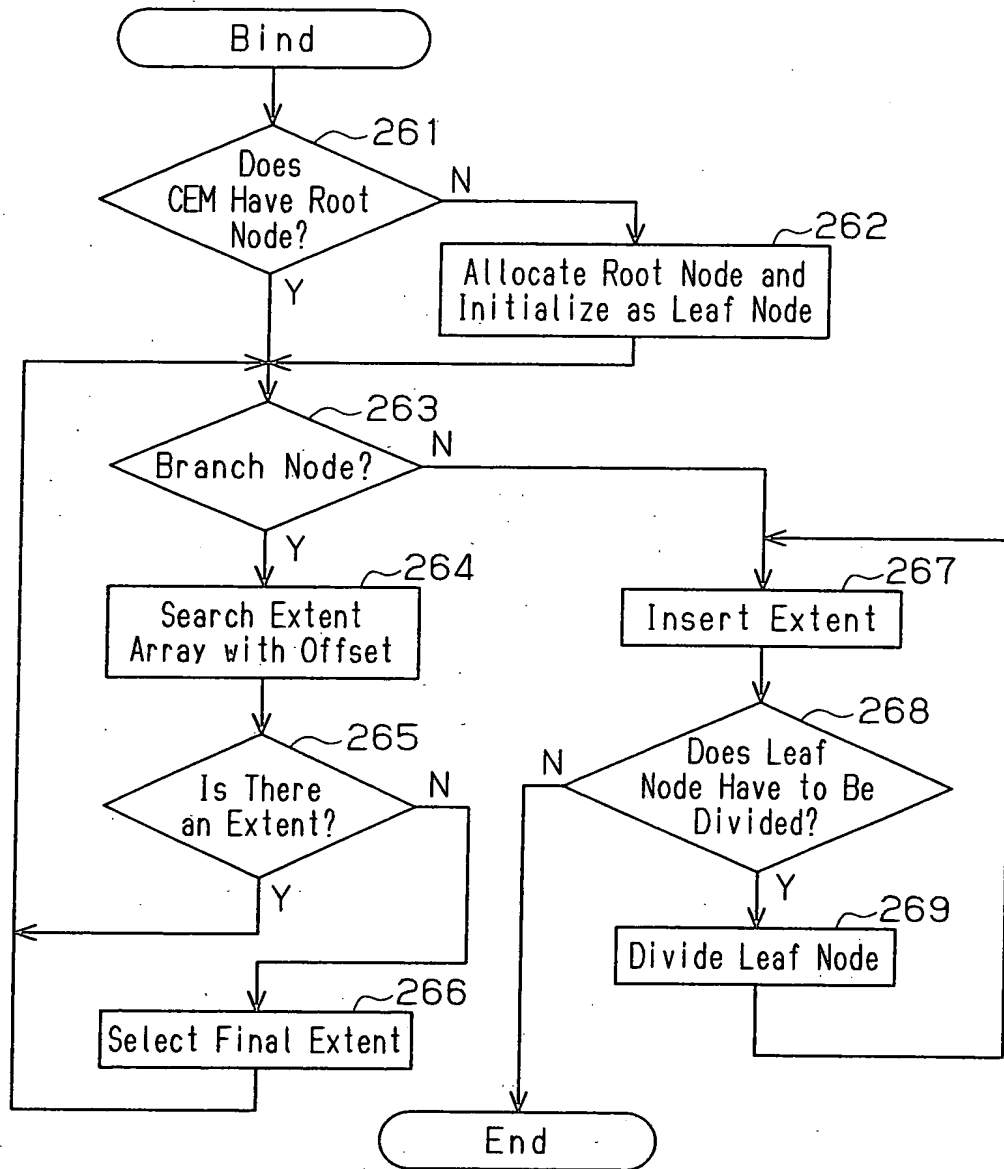 Bind
261
Does
CEM Have Root
Node?
N
Y
262
Allocate Root Node and
Initialize as Leaf Node
263
Branch Node?
N
Y
264
Search Extent
Array with Offset
265
Is There
an Extent?
N
Y
266
Select Final Extent
267
Insert Extent
268
Does Leaf
Node Have to Be
Divided?
N
Y
269
Divide Leaf Node
End